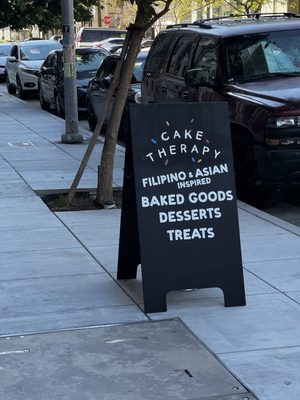 CAKE
THERAPY
FILIPINO & ASIAN
INSPIRED
BAKED GOODS
DESSERTS
TREATS